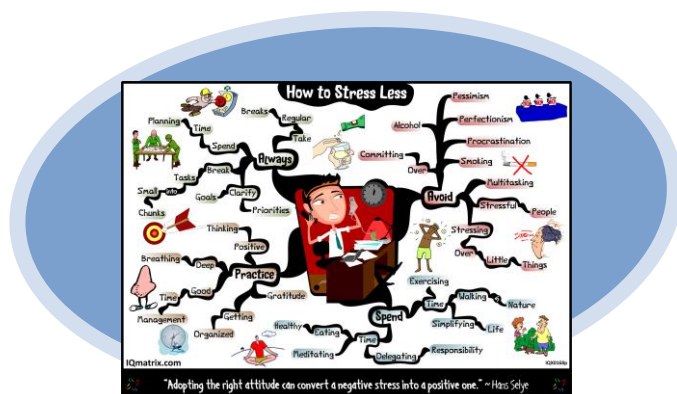 How to Stress Less
Always
Take
Regular
Breaks
Spend
Time
Planning
Break
Tasks
into
Small
Chunks
Clarify
Goals
Priorities
Avoid
Pessimism
Perfectionism
Procrastination
Smoking
Alcohol
Over
Committing
Multitasking
Stressful
People
Stressing
Over
Little
Things
Practice
Positive
Thinking
Deep
Breathing
Good
Time
Management
Getting
Organized
Gratitude
Spend
Time
Exercising
Walking
Nature
Simplifying
Life
Delegating
Responsibility
Time
Eating
Healthy
Meditating
IQmatrix.com
"Adopting the right attitude can convert a negative stress into a positive one." ~ Hans Selye